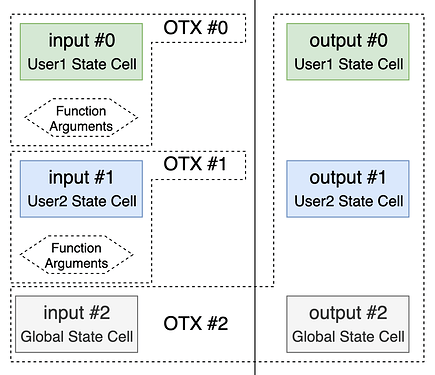 OTX #0
input #0
User1 State Cell
output #0
User1 State Cell
Function
Arguments
OTX #1
input #1
User2 State Cell
output #1
User2 State Cell
Function
Arguments
input #2
Global State Cell
OTX #2
output #2
Global State Cell